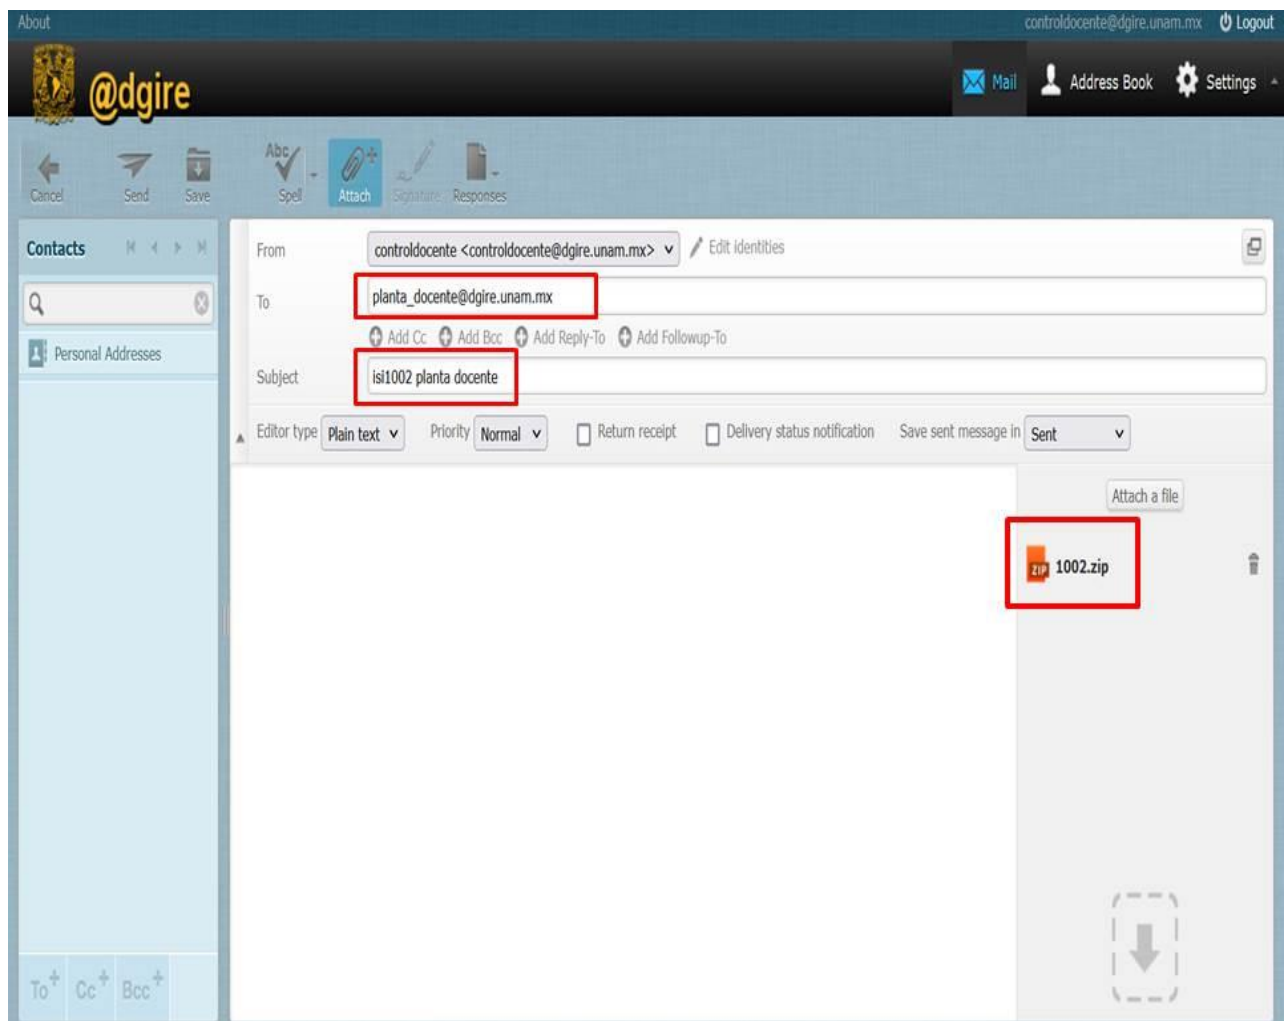 About controldocente@dgire.unam.mx Logout
@dgire Mail Address Book Settings
Abc
Cancel Send Save Spell Attach Signature Responses
Contacts
Personal Addresses
From controldocente <controldocente@dgire.unam.mx> Edit identities
To planta_docente@dgire.unam.mx
Add Cc Add Bcc Add Reply-To Add Followup-To
Subject isi1002 planta docente
Editor type Plain text Priority Normal Return receipt Delivery status notification Save sent message in Sent
Attach a file
ZIP 1002.zip
To+ Cc+ Bcc+